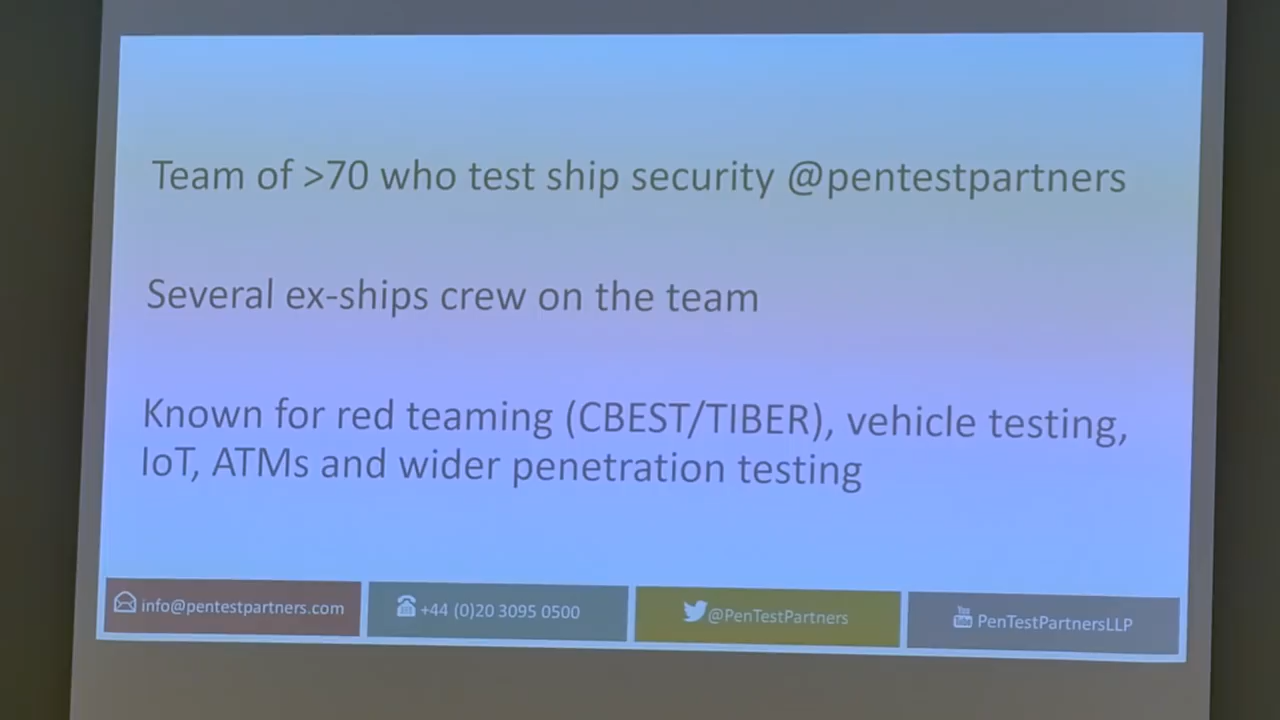 Team of >70 who test ship security @pentestpartners
Several ex-ships crew on the team
Known for red teaming (CBEST/TIBER), vehicle testing,
IoT, ATMs and wider penetration testing
info@pentestpartners.com
+44 (0)20 3095 0500
@PenTestPartners
You Tube PenTestPartnersLLP